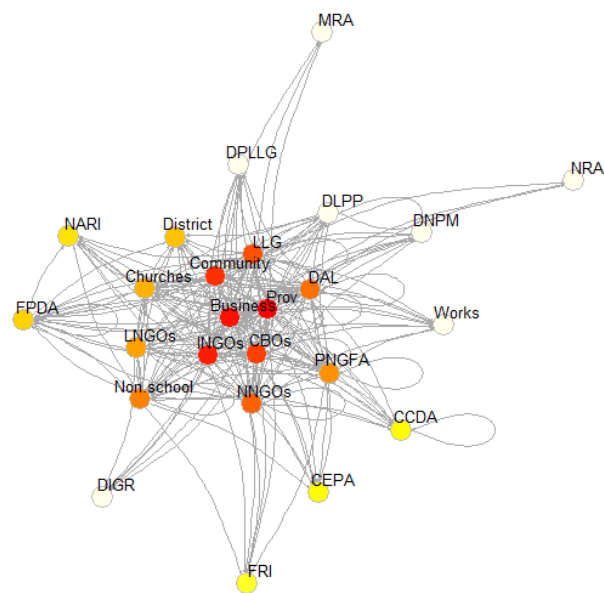 MRA
DPLLG
NRA
DLPP
NARI
District
DNPM
LLG
Community
Churches
DAL
Prov
Business
FPDA
Works
LNGOs
INGOs
CBOs
PNGFA
Non school
NNGOs
CCDA
DIGR
CEPA
FRI